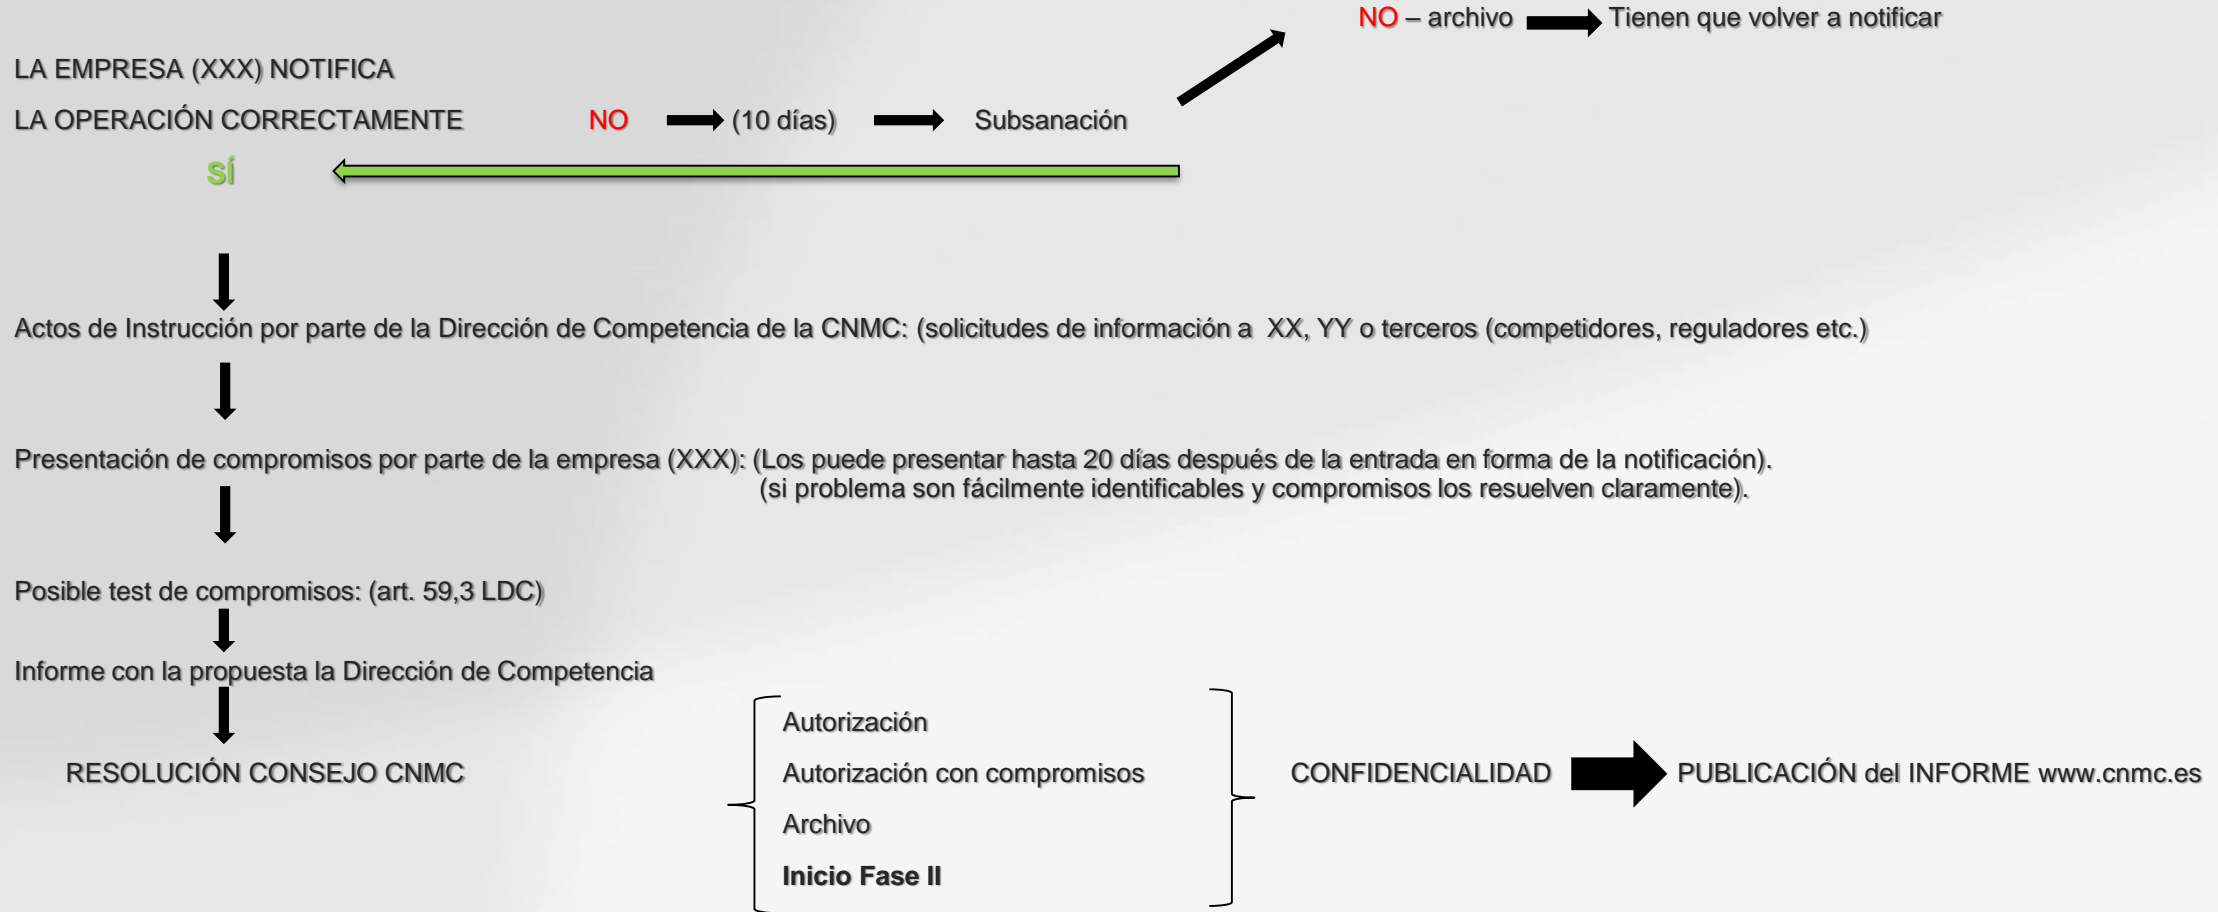 NO – archivo Tienen que volver a notificar
LA EMPRESA (XXX) NOTIFICA
LA OPERACIÓN CORRECTAMENTE NO (10 días) Subsanación
SÍ
Actos de Instrucción por parte de la Dirección de Competencia de la CNMC: (solicitudes de información a XX, YY o terceros (competidores, reguladores etc.)
Presentación de compromisos por parte de la empresa (XXX): (Los puede presentar hasta 20 días después de la entrada en forma de la notificación).
(si problema son fácilmente identificables y compromisos los resuelven claramente).
Posible test de compromisos: (art. 59,3 LDC)
Informe con la propuesta la Dirección de Competencia
Autorización
RESOLUCIÓN CONSEJO CNMC Autorización con compromisos CONFIDENCIALIDAD PUBLICACIÓN del INFORME www.cnmc.es
Archivo
Inicio Fase II